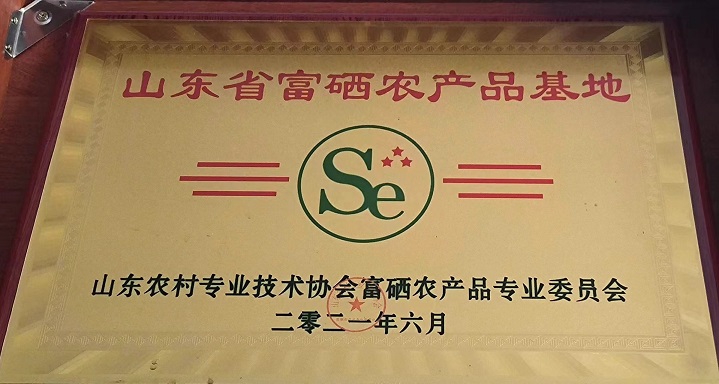 山东省富硒农产品基地
Se
山东农村专业技术协会富硒农产品专业委员会
二零二一年六月